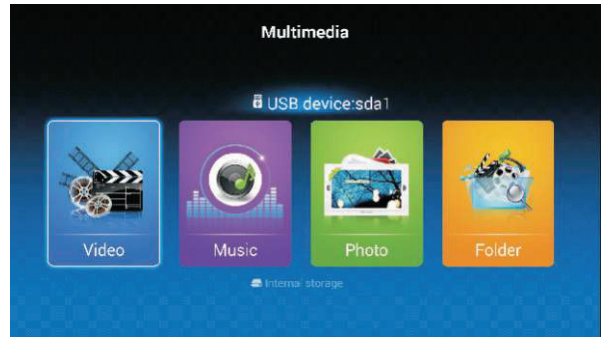 Multimedia
USB device:sda1
Video Music Photo Folder
Internal storage